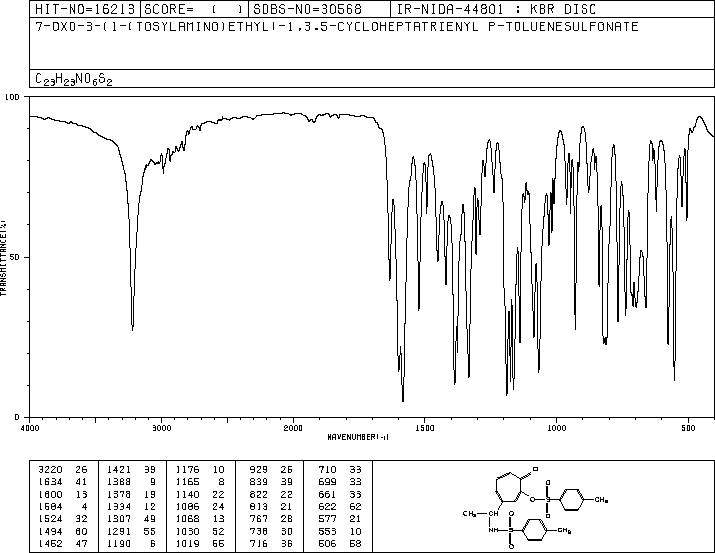 HIT-NO=16213 SCORE= ( ) SDBS-NO=30568 IR-NIDA-44801 : KBR DISC
7-OXO-3-(1-(TOSYLAMINO)ETHYL)-1,3,5-CYCLOHEPTATRIENYL P-TOLUENESULFONATE
C23H23NO6S2
100
50
0
TRANSMITTANCE(%)
4000 3000 2000 1500 1000 500
WAVENUMBER(-1)
3220 26 1421 39 1176 10 929 26 710 33
1634 41 1388 9 1165 8 839 39 699 33
1600 13 1378 19 1140 22 822 22 661 33
1584 4 1334 12 1086 24 813 21 622 62
1524 32 1307 49 1068 13 767 28 577 21
1494 60 1291 55 1030 52 738 30 553 10
1452 47 1190 6 1019 55 716 36 506 58
O
O
O S CH3
O
CH3
O
NH S CH3
O